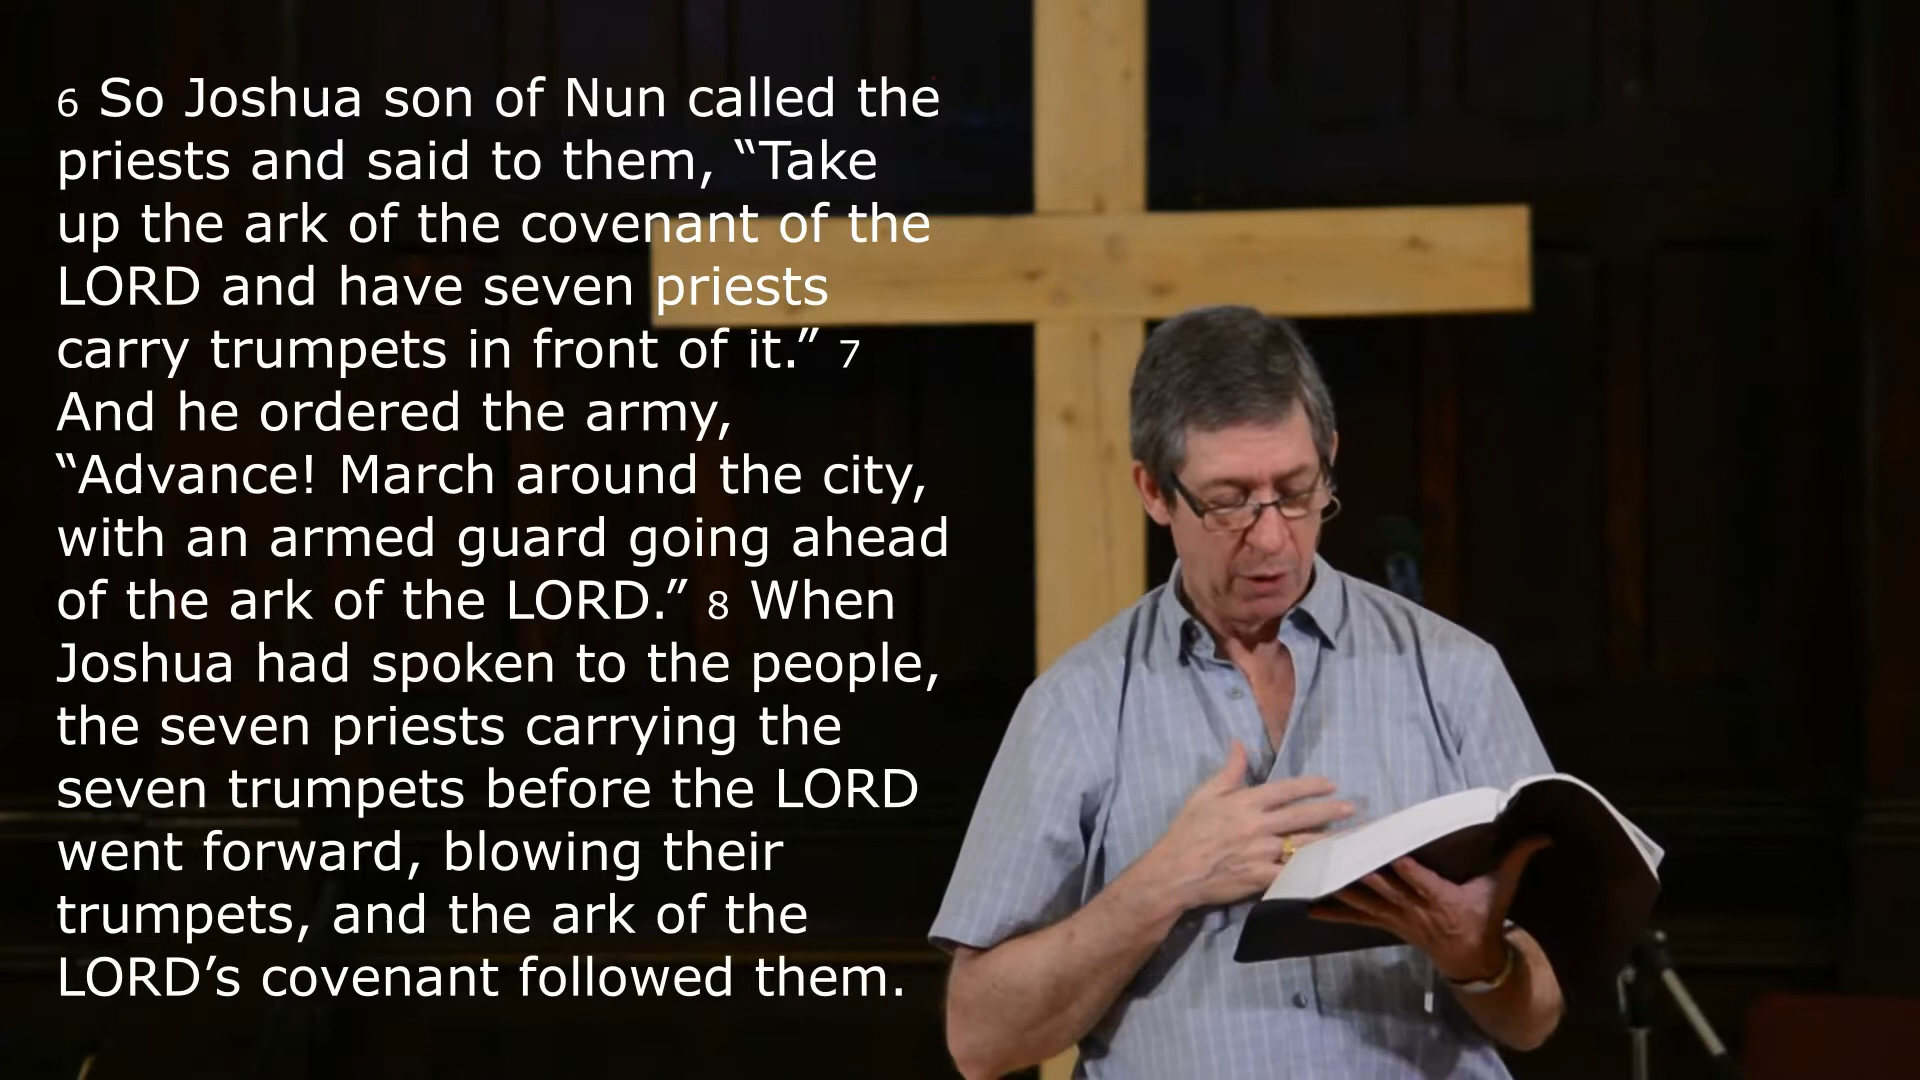 6 So Joshua son of Nun called the
priests and said to them, “Take
up the ark of the covenant of the
LORD and have seven priests
carry trumpets in front of it.” 7
And he ordered the army,
“Advance! March around the city,
with an armed guard going ahead
of the ark of the LORD.” 8 When
Joshua had spoken to the people,
the seven priests carrying the
seven trumpets before the LORD
went forward, blowing their
trumpets, and the ark of the
LORD’s covenant followed them.